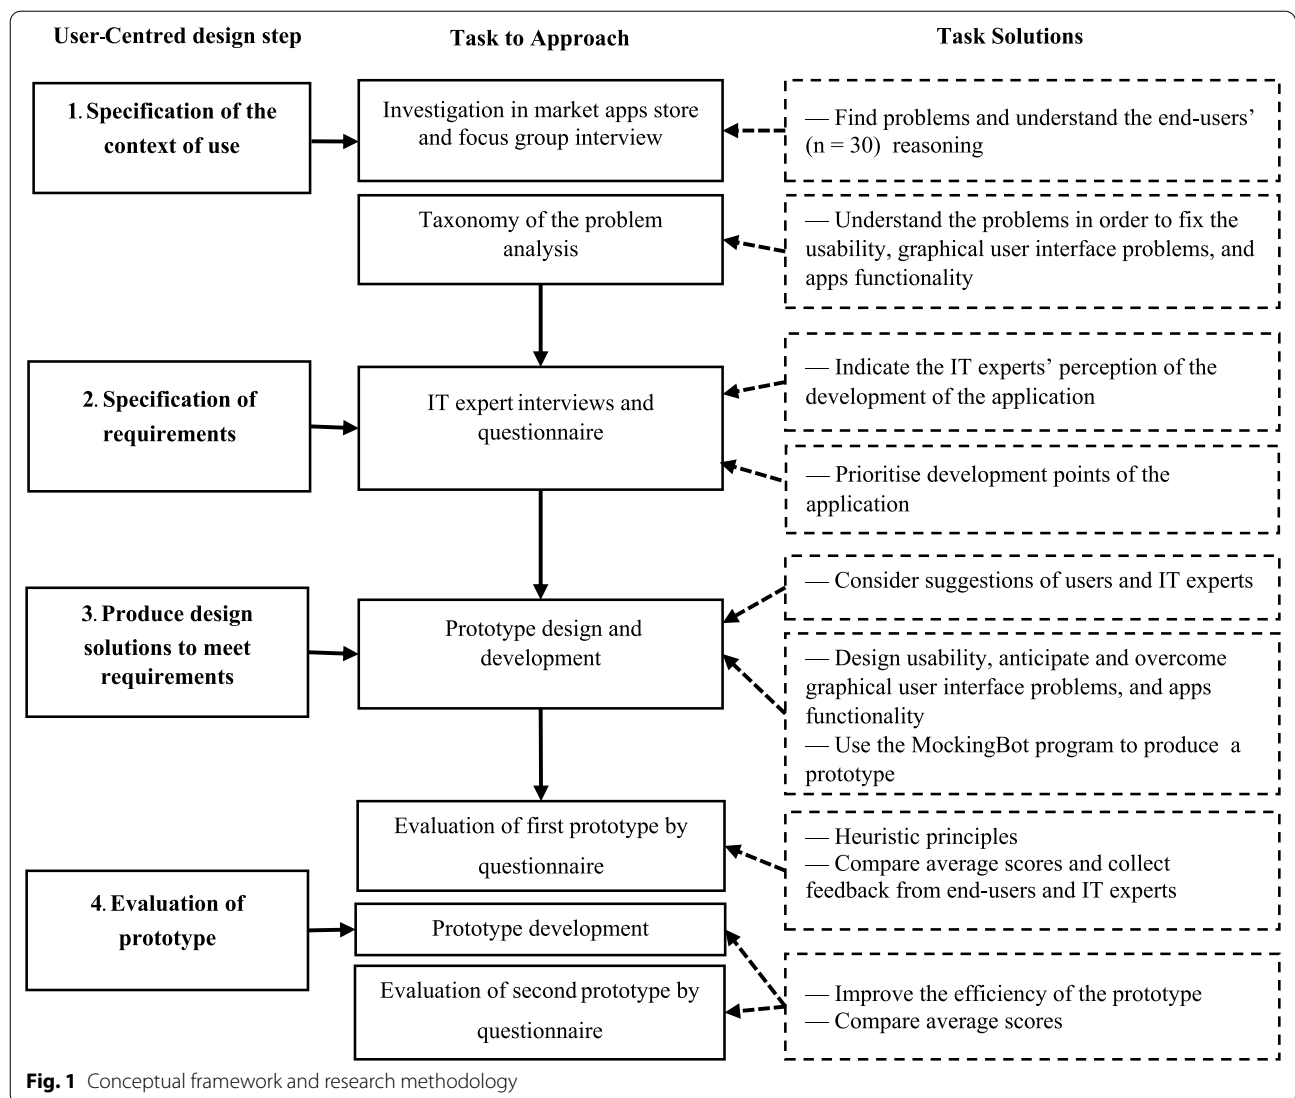 User-Centred design step
Task to Approach
Task Solutions
1. Specification of the
context of use
Investigation in market apps store
and focus group interview
— Find problems and understand the end-users’
(n = 30) reasoning
Taxonomy of the problem
analysis
— Understand the problems in order to fix the
usability, graphical user interface problems, and
apps functionality
2. Specification of
requirements
IT expert interviews and
questionnaire
— Indicate the IT experts’ perception of the
development of the application
— Prioritise development points of the
application
3. Produce design
solutions to meet
requirements
Prototype design and
development
— Consider suggestions of users and IT experts
— Design usability, anticipate and overcome
graphical user interface problems, and apps
functionality
— Use the MockingBot program to produce a
prototype
4. Evaluation of
prototype
Evaluation of first prototype by
questionnaire
— Heuristic principles
— Compare average scores and collect
feedback from end-users and IT experts
Prototype development
Evaluation of second prototype by
questionnaire
— Improve the efficiency of the prototype
— Compare average scores
Fig. 1 Conceptual framework and research methodology